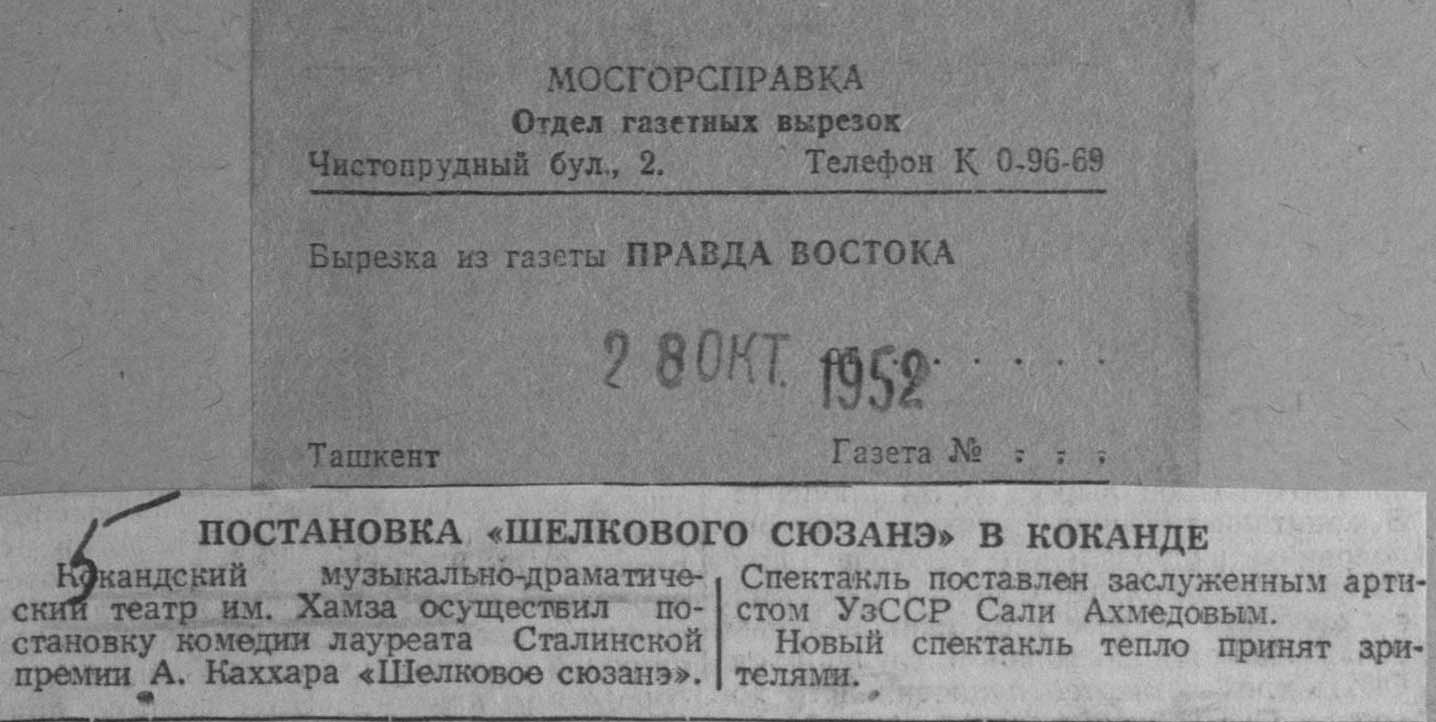 МОСГОРСПРАВКА
Отдел газетных вырезок
Чистопрудный бул., 2. Телефон К 0-96-69
Вырезка из газеты ПРАВДА ВОСТОКА
28 ОКТ. 1952 . . . . .
Ташкент Газета № . . .
5
ПОСТАНОВКА «ШЕЛКОВОГО СЮЗАНЭ» В КОКАНДЕ
Кокандский музыкально-драматиче-
ский театр им. Хамза осуществил по-
становку комедии лауреата Сталинской
премии А. Каххара «Шелковое сюзанэ».
Спектакль поставлен заслуженным арти-
стом УзССР Сали Ахмедовым.
Новый спектакль тепло принят зри-
телями.